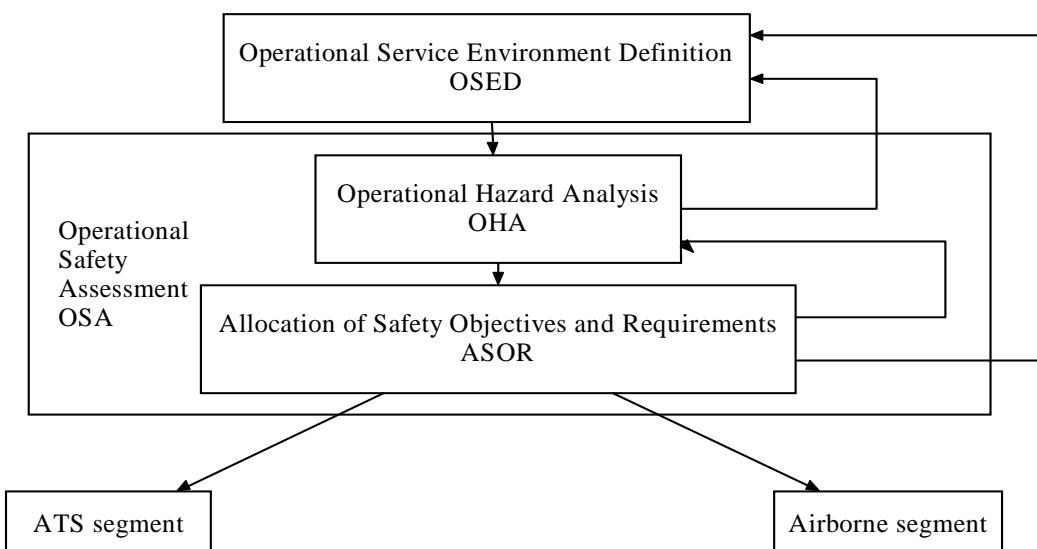 Operational Service Environment Definition
OSED
Operational Hazard Analysis
OHA
Operational
Safety
Assessment
OSA
Allocation of Safety Objectives and Requirements
ASOR
ATS segment
Airborne segment